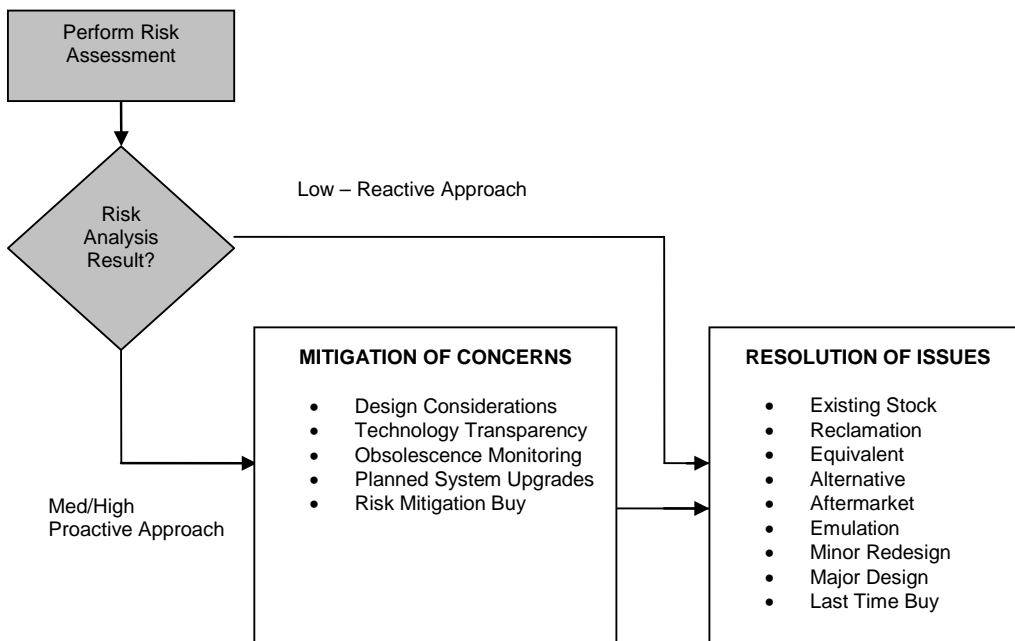 Perform Risk
Assessment
Risk
Analysis
Result?
Low – Reactive Approach
Med/High
Proactive Approach
MITIGATION OF CONCERNS
• Design Considerations
• Technology Transparency
• Obsolescence Monitoring
• Planned System Upgrades
• Risk Mitigation Buy
RESOLUTION OF ISSUES
• Existing Stock
• Reclamation
• Equivalent
• Alternative
• Aftermarket
• Emulation
• Minor Redesign
• Major Design
• Last Time Buy